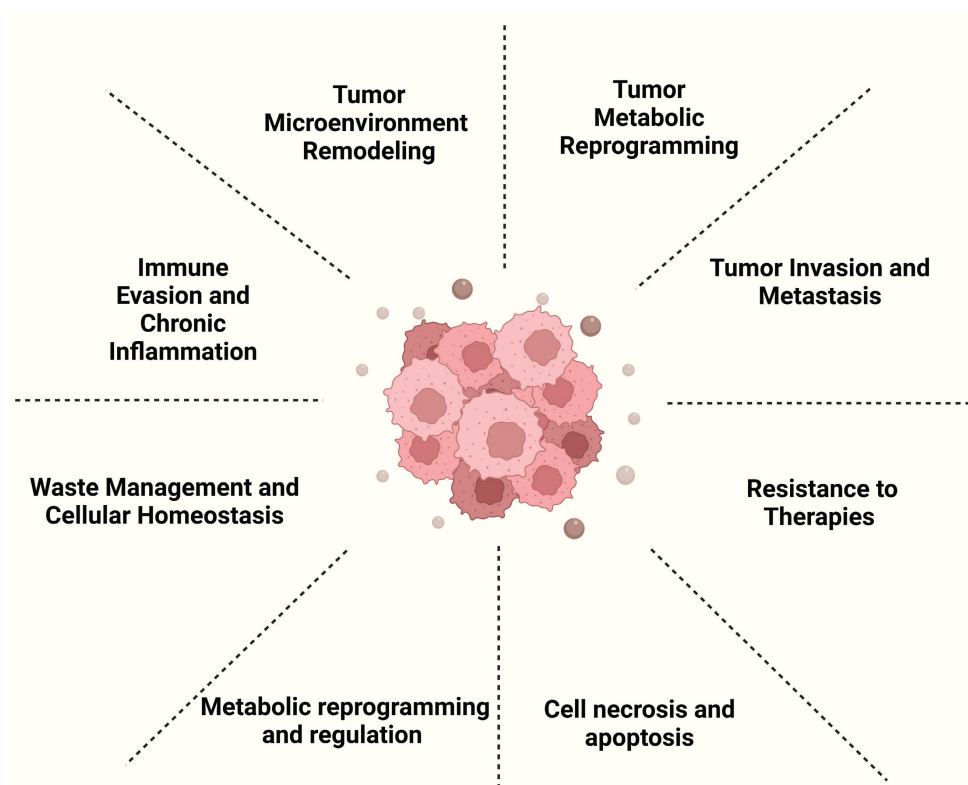 Tumor
Microenvironment
Remodeling
Tumor
Metabolic
Reprogramming
Immune
Evasion and
Chronic
Inflammation
Tumor Invasion and
Metastasis
Waste Management and
Cellular Homeostasis
Resistance to
Therapies
Metabolic reprogramming
and regulation
Cell necrosis and
apoptosis